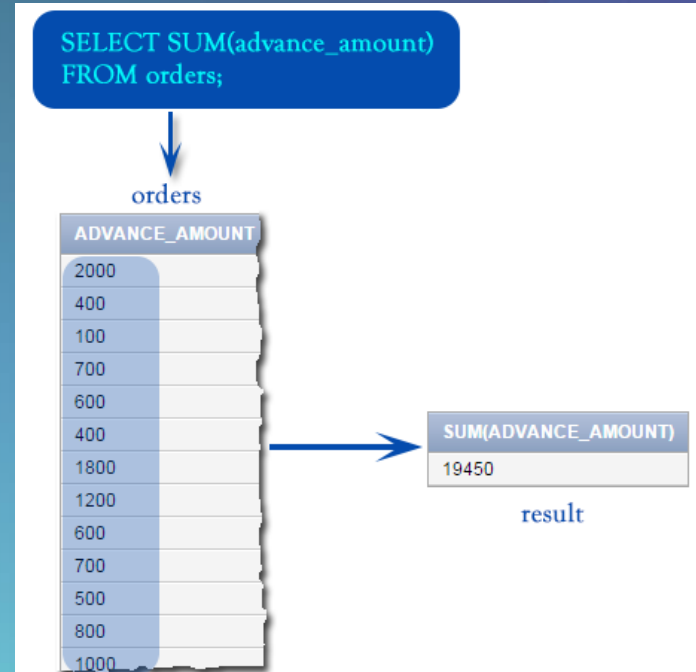 SELECT SUM(advance_amount)
FROM orders;
orders
ADVANCE_AMOUNT
2000
400
100
700
600
400
1800
1200
600
700
500
800
1000
SUM(ADVANCE_AMOUNT)
19450
result